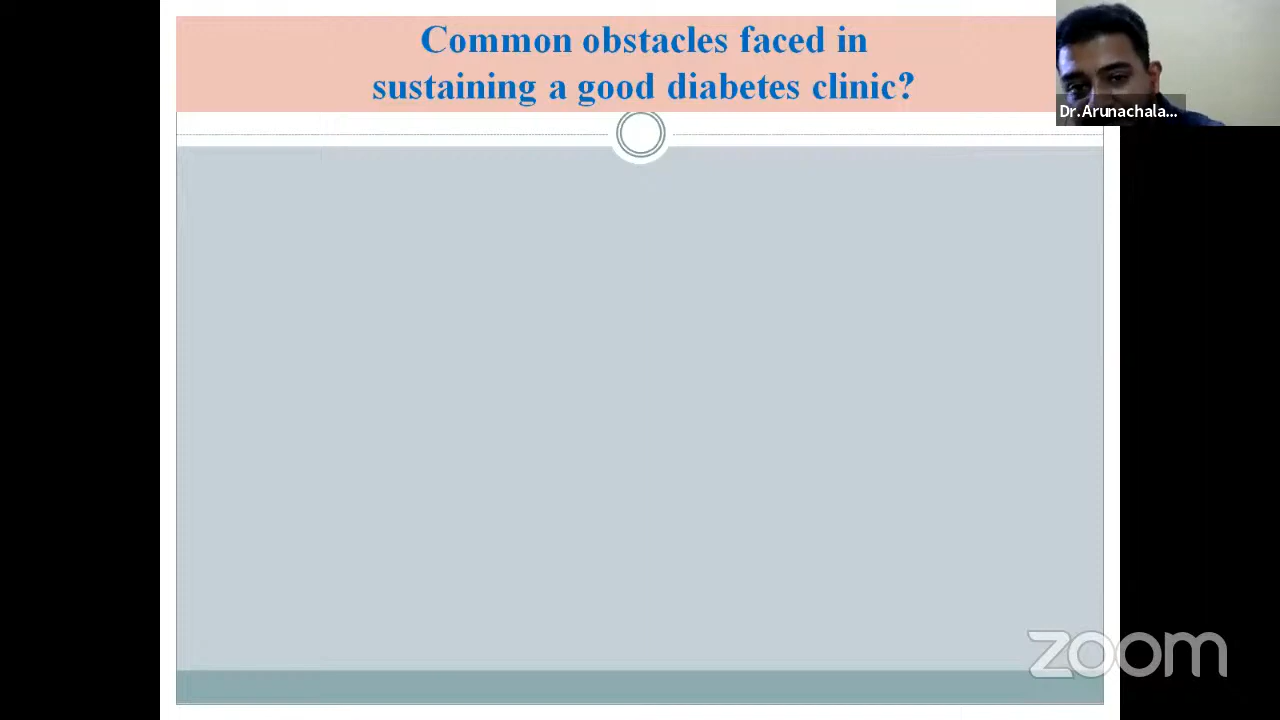 Common obstacles faced in
sustaining a good diabetes clinic?
Dr.Arunachala...
zoom